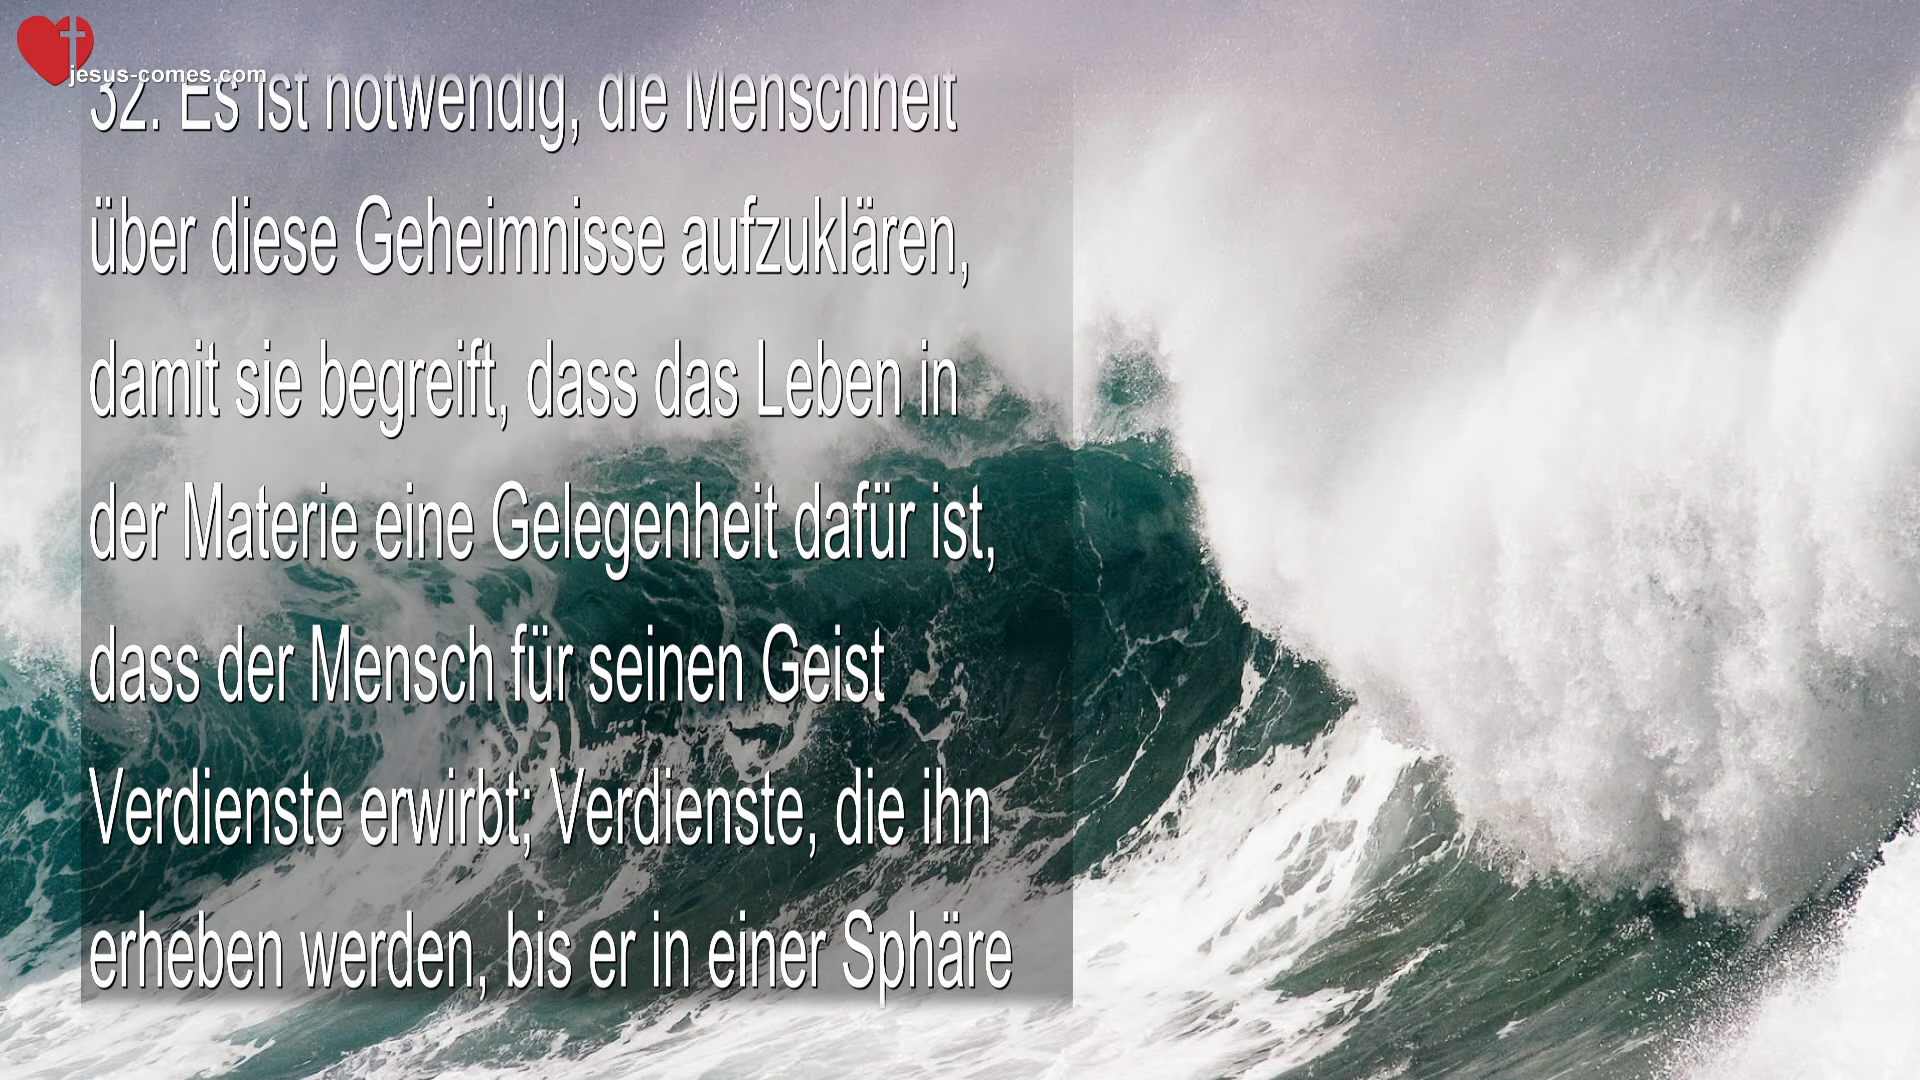 jesus-comes.com
32. Es ist notwendig, die Menschheit
über diese Geheimnisse aufzuklären,
damit sie begreift, dass das Leben in
der Materie eine Gelegenheit dafür ist,
dass der Mensch für seinen Geist
Verdienste erwirbt; Verdienste, die ihn
erheben werden, bis er in einer Sphäre